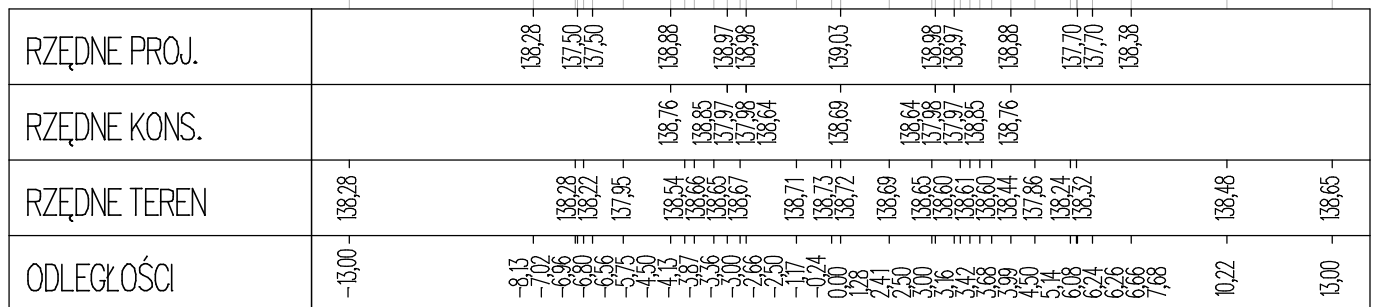 RZĘDNE PROJ. 138,28 137,50 137,50 138,88 138,97 138,98 139,03 138,98 138,97 138,88 137,70 137,70 138,38
RZĘDNE KONS. 138,76 138,85 137,97 137,98 138,64 138,69 138,64 137,98 137,97 138,85 138,76
RZĘDNE TEREN 138,28 138,28 138,22 137,95 138,54 138,66 138,65 138,67 138,71 138,73 138,72 138,69 138,65 138,60 138,61 138,60 138,44 137,86 138,24 138,32 138,48 138,65
ODLEGŁOŚCI -13,00 -8,13 -7,02 -6,96 -6,80 -6,56 -5,75 -4,50 -4,13 -3,87 -3,36 -3,00 -2,66 -2,50 -1,17 -0,24 0,00 1,28 2,41 2,50 3,00 3,16 3,42 3,68 3,99 4,50 5,14 6,08 6,24 6,26 6,66 7,68 10,22 13,00